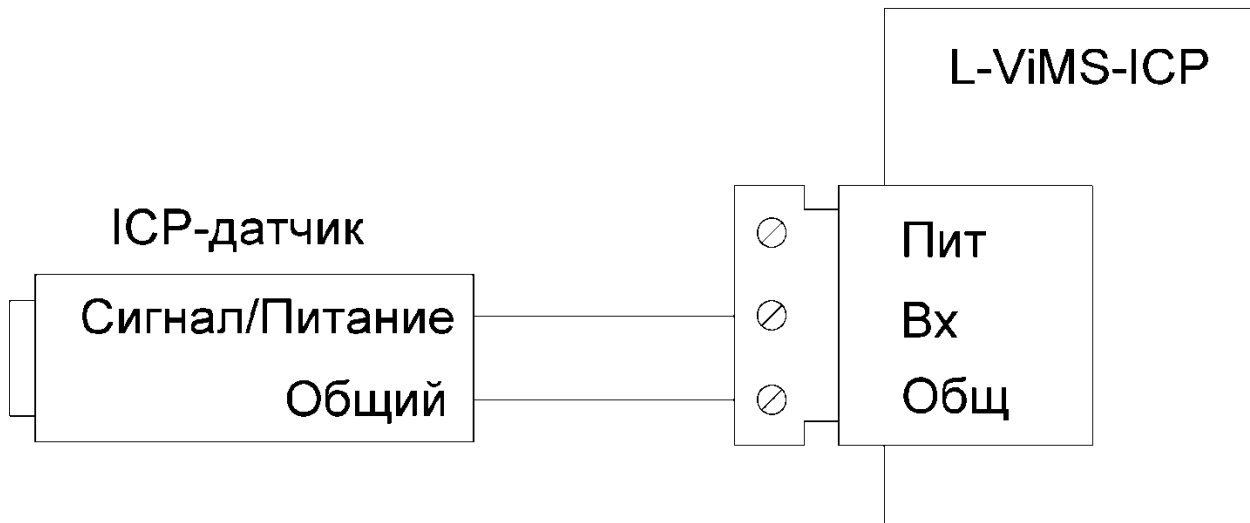 L-ViMS-ICP
ICP-датчик
Сигнал/Питание
Общий
Пит
Вх
Общ